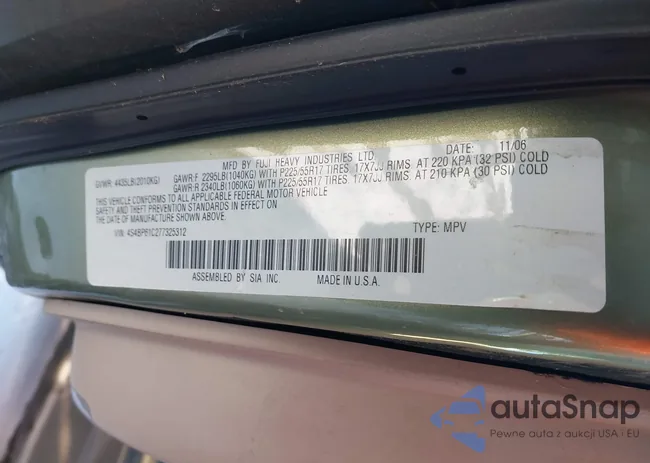 MFD BY FUJI HEAVY INDUSTRIES LTD. DATE: 11/06
GVWR: 4435LB(2010KG) GAWR:F 2295LB(1040KG) WITH P225/55R17 TIRES, 17X7JJ RIMS, AT 220 KPA (32 PSI) COLD
GAWR:R 2340LB(1060KG) WITH P225/55R17 TIRES, 17X7JJ RIMS, AT 210 KPA (30 PSI) COLD
THIS VEHICLE CONFORMS TO ALL APPLICABLE FEDERAL MOTOR VEHICLE
SAFETY AND THEFT PREVENTION STANDARDS IN EFFECT
ON THE DATE OF MANUFACTURE SHOWN ABOVE.
VIN: 4S4BP61C277325312 TYPE: MPV
ASSEMBLED BY SIA INC. MADE IN U.S.A.
autaSnap
Pewne auta z aukcji USA i EU